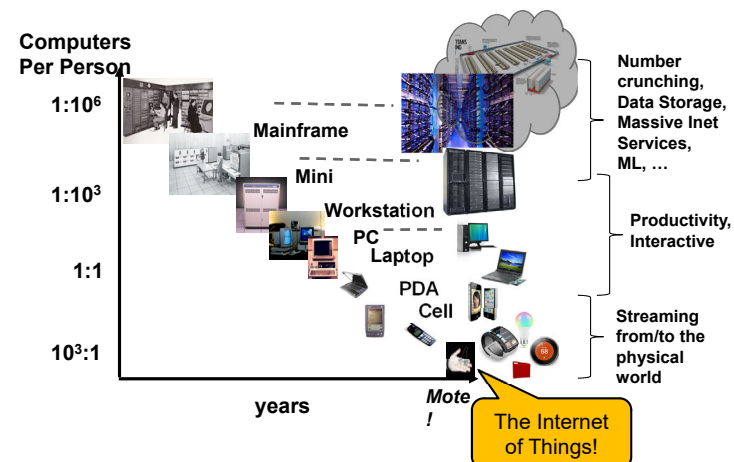 Computers
Per Person
1:10⁶
1:10³
1:1
10³:1
Mainframe
Mini
Workstation
PC
Laptop
PDA
Cell
Mote
!
years
The Internet
of Things!
Number
crunching,
Data Storage,
Massive Inet
Services,
ML, …
Productivity,
Interactive
Streaming
from/to the
physical
world
68